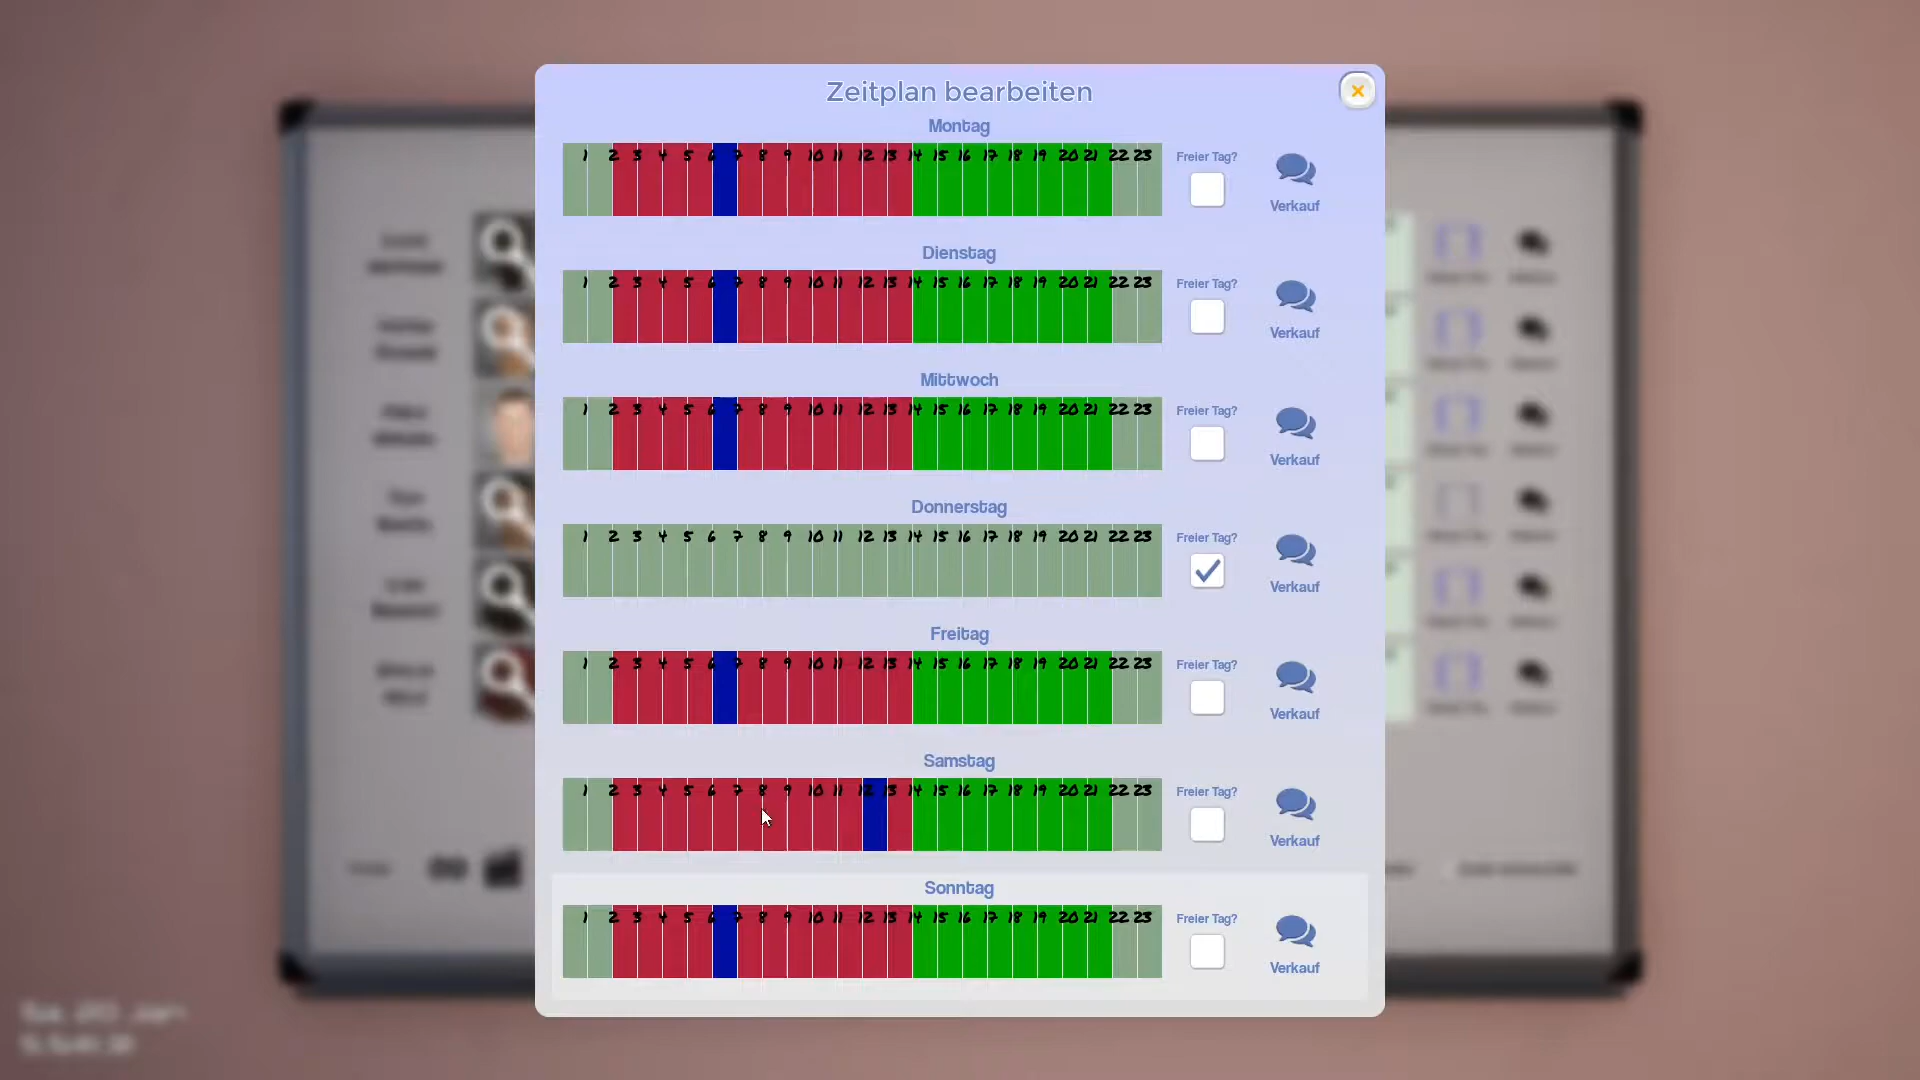 Zeitplan bearbeiten
Montag
1 2 3 4 5 6 7 8 9 10 11 12 13 14 15 16 17 18 19 20 21 22 23
Freier Tag?
Verkauf
Dienstag
1 2 3 4 5 6 7 8 9 10 11 12 13 14 15 16 17 18 19 20 21 22 23
Freier Tag?
Verkauf
Mittwoch
1 2 3 4 5 6 7 8 9 10 11 12 13 14 15 16 17 18 19 20 21 22 23
Freier Tag?
Verkauf
Donnerstag
1 2 3 4 5 6 7 8 9 10 11 12 13 14 15 16 17 18 19 20 21 22 23
Freier Tag?
Verkauf
Freitag
1 2 3 4 5 6 7 8 9 10 11 12 13 14 15 16 17 18 19 20 21 22 23
Freier Tag?
Verkauf
Samstag
1 2 3 4 5 6 7 8 9 10 11 12 13 14 15 16 17 18 19 20 21 22 23
Freier Tag?
Verkauf
Sonntag
1 2 3 4 5 6 7 8 9 10 11 12 13 14 15 16 17 18 19 20 21 22 23
Freier Tag?
Verkauf